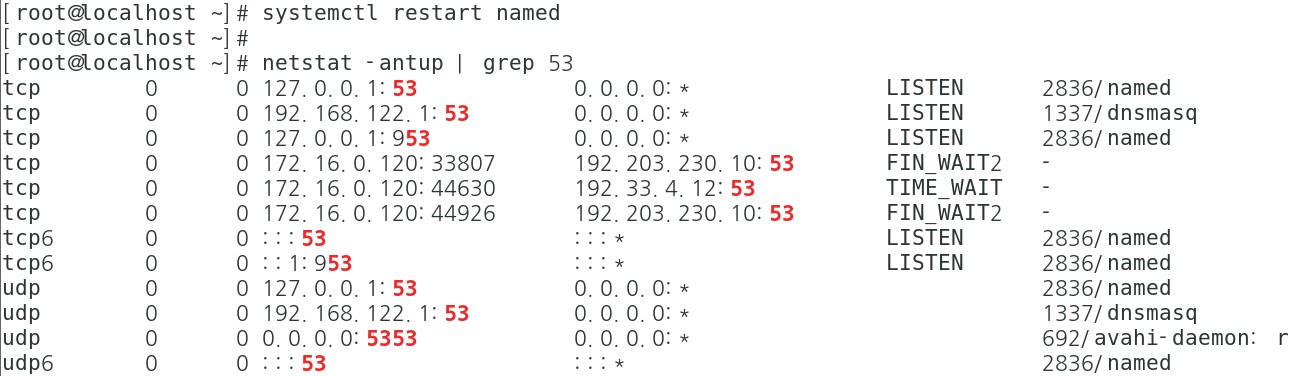 [root@localhost ~]# systemctl restart named
[root@localhost ~]#
[root@localhost ~]# netstat -antup | grep 53
tcp        0      0 127.0.0.1:53            0.0.0.0:*               LISTEN      2836/named
tcp        0      0 192.168.122.1:53        0.0.0.0:*               LISTEN      1337/dnsmasq
tcp        0      0 127.0.0.1:953           0.0.0.0:*               LISTEN      2836/named
tcp        0      0 172.16.0.120:33807      192.203.230.10:53       FIN_WAIT2   -
tcp        0      0 172.16.0.120:44630      192.33.4.12:53          TIME_WAIT   -
tcp        0      0 172.16.0.120:44926      192.203.230.10:53       FIN_WAIT2   -
tcp6       0      0 :::53                   :::*                    LISTEN      2836/named
tcp6       0      0 ::1:953                 :::*                    LISTEN      2836/named
udp        0      0 127.0.0.1:53            0.0.0.0:*                           2836/named
udp        0      0 192.168.122.1:53        0.0.0.0:*                           1337/dnsmasq
udp        0      0 0.0.0.0:5353            0.0.0.0:*                           692/avahi-daemon: r
udp6       0      0 :::53                   :::*                                2836/named